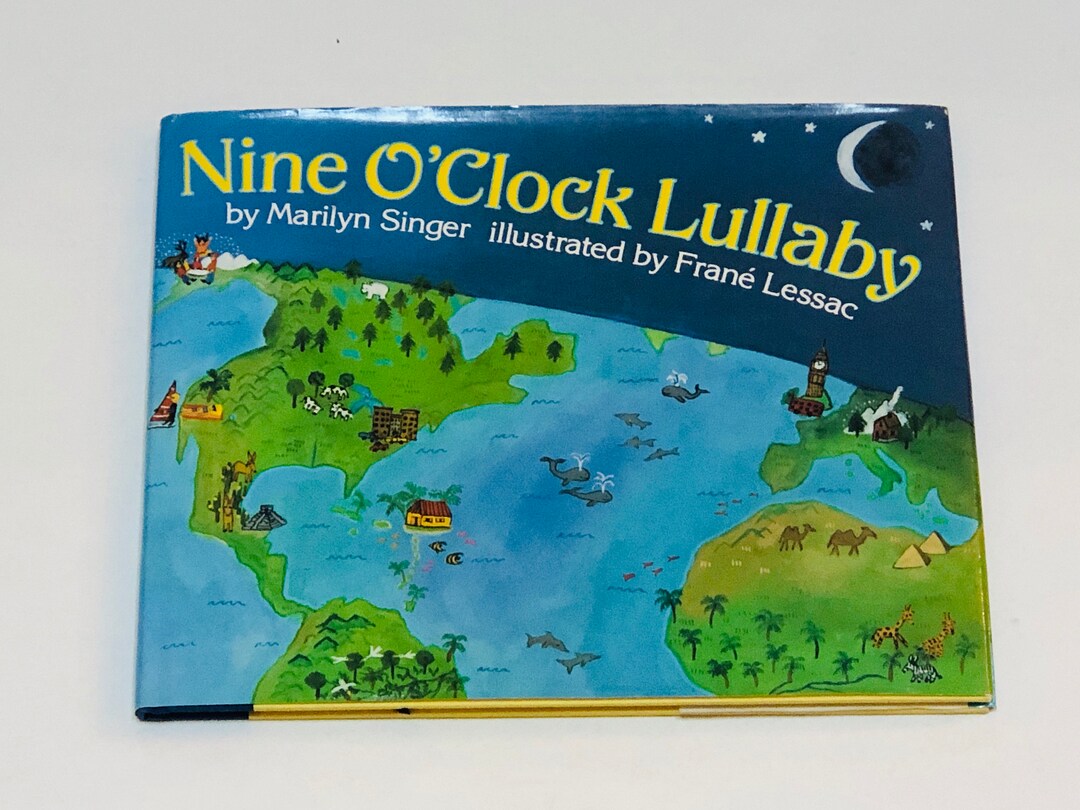 Nine O'Clock Lullaby
by Marilyn Singer illustrated by Frané Lessac